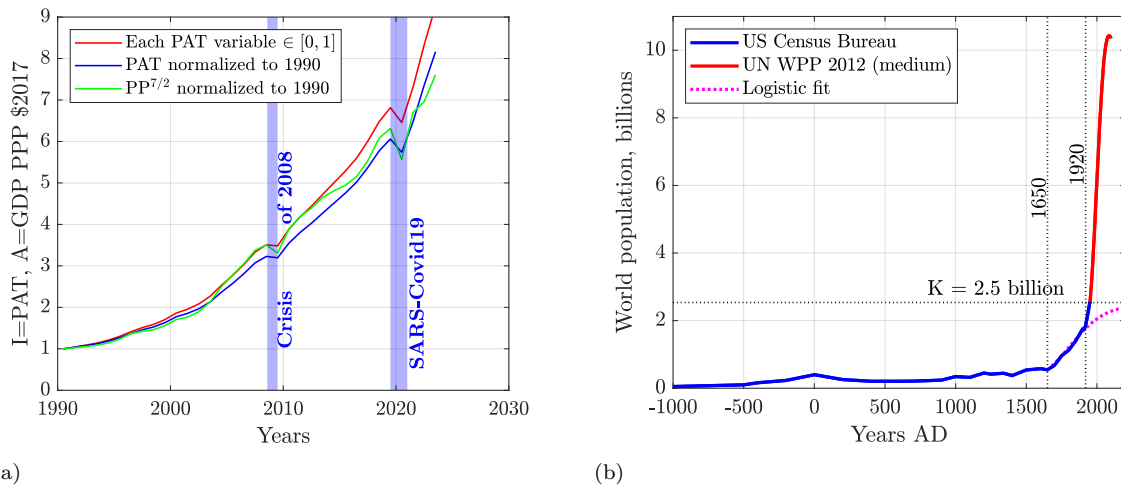 I=PAT, A=GDP PPP $2017
9
8
7
6
5
4
3
2
1
0
Each PAT variable ∈ [0, 1]
PAT normalized to 1990
PP^{7/2} normalized to 1990
Crisis of 2008
SARS-Covid19
1990 2000 2010 2020 2030
Years
a)
World population, billions
10
8
6
4
2
0
US Census Bureau
UN WPP 2012 (medium)
Logistic fit
1650
1920
K = 2.5 billion
-1000 -500 0 500 1000 1500 2000
Years AD
(b)